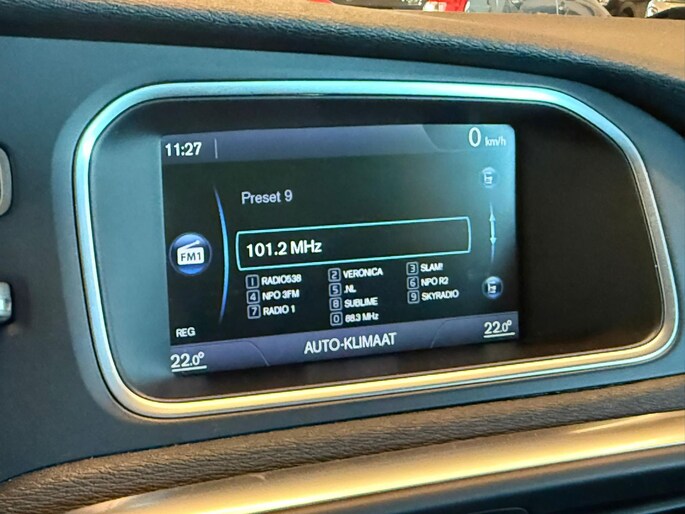 11:27
0 km/h
Preset 9
101.2 MHz
FM1
1 RADIO538 2 VERONICA 3 SLAM!
4 NPO 3FM 5 .NL 6 NPO R2
7 RADIO 1 8 SUBLIME 9 SKYRADIO
0 88.3 MHz
REG
22.0° AUTO-KLIMAAT 22.0°